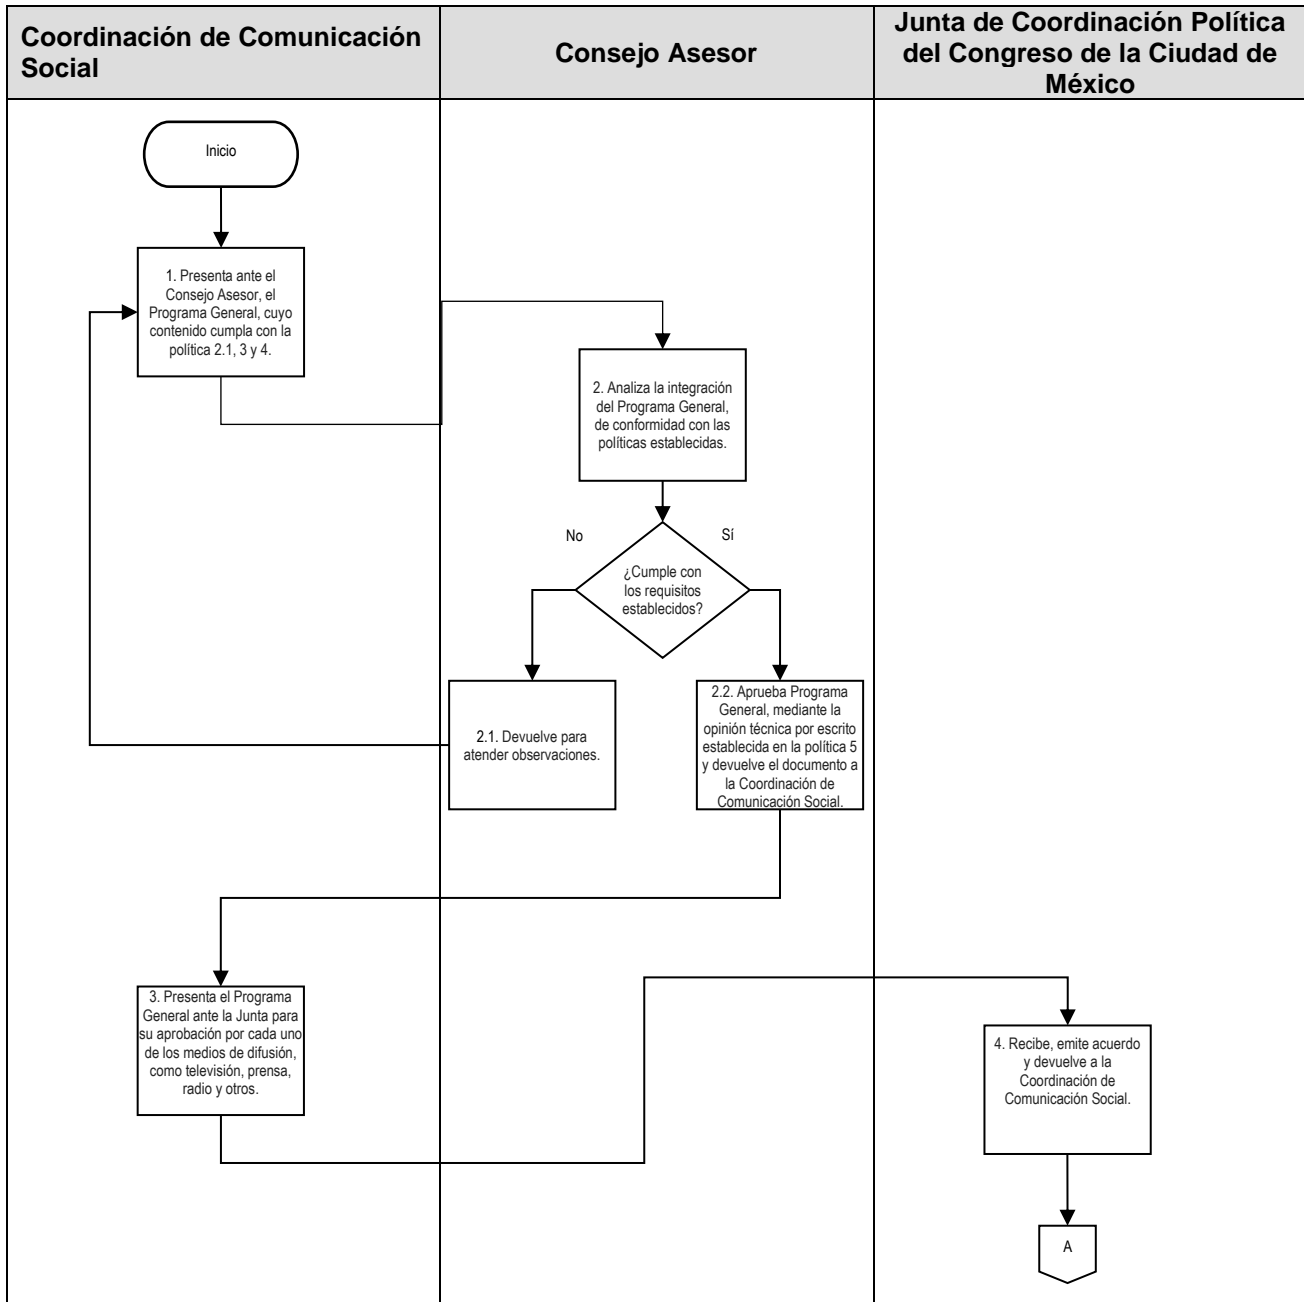 Coordinación de Comunicación
Social
Consejo Asesor
Junta de Coordinación Política
del Congreso de la Ciudad de
México
Inicio
1. Presenta ante el
Consejo Asesor, el
Programa General, cuyo
contenido cumpla con la
política 2.1, 3 y 4.
2. Analiza la integración
del Programa General,
de conformidad con las
políticas establecidas.
No
Sí
¿Cumple con
los requisitos
establecidos?
2.1. Devuelve para
atender observaciones.
2.2. Aprueba Programa
General, mediante la
opinión técnica por escrito
establecida en la política 5
y devuelve el documento a
la Coordinación de
Comunicación Social.
3. Presenta el Programa
General ante la Junta para
su aprobación por cada uno
de los medios de difusión,
como televisión, prensa,
radio y otros.
4. Recibe, emite acuerdo
y devuelve a la
Coordinación de
Comunicación Social.
A